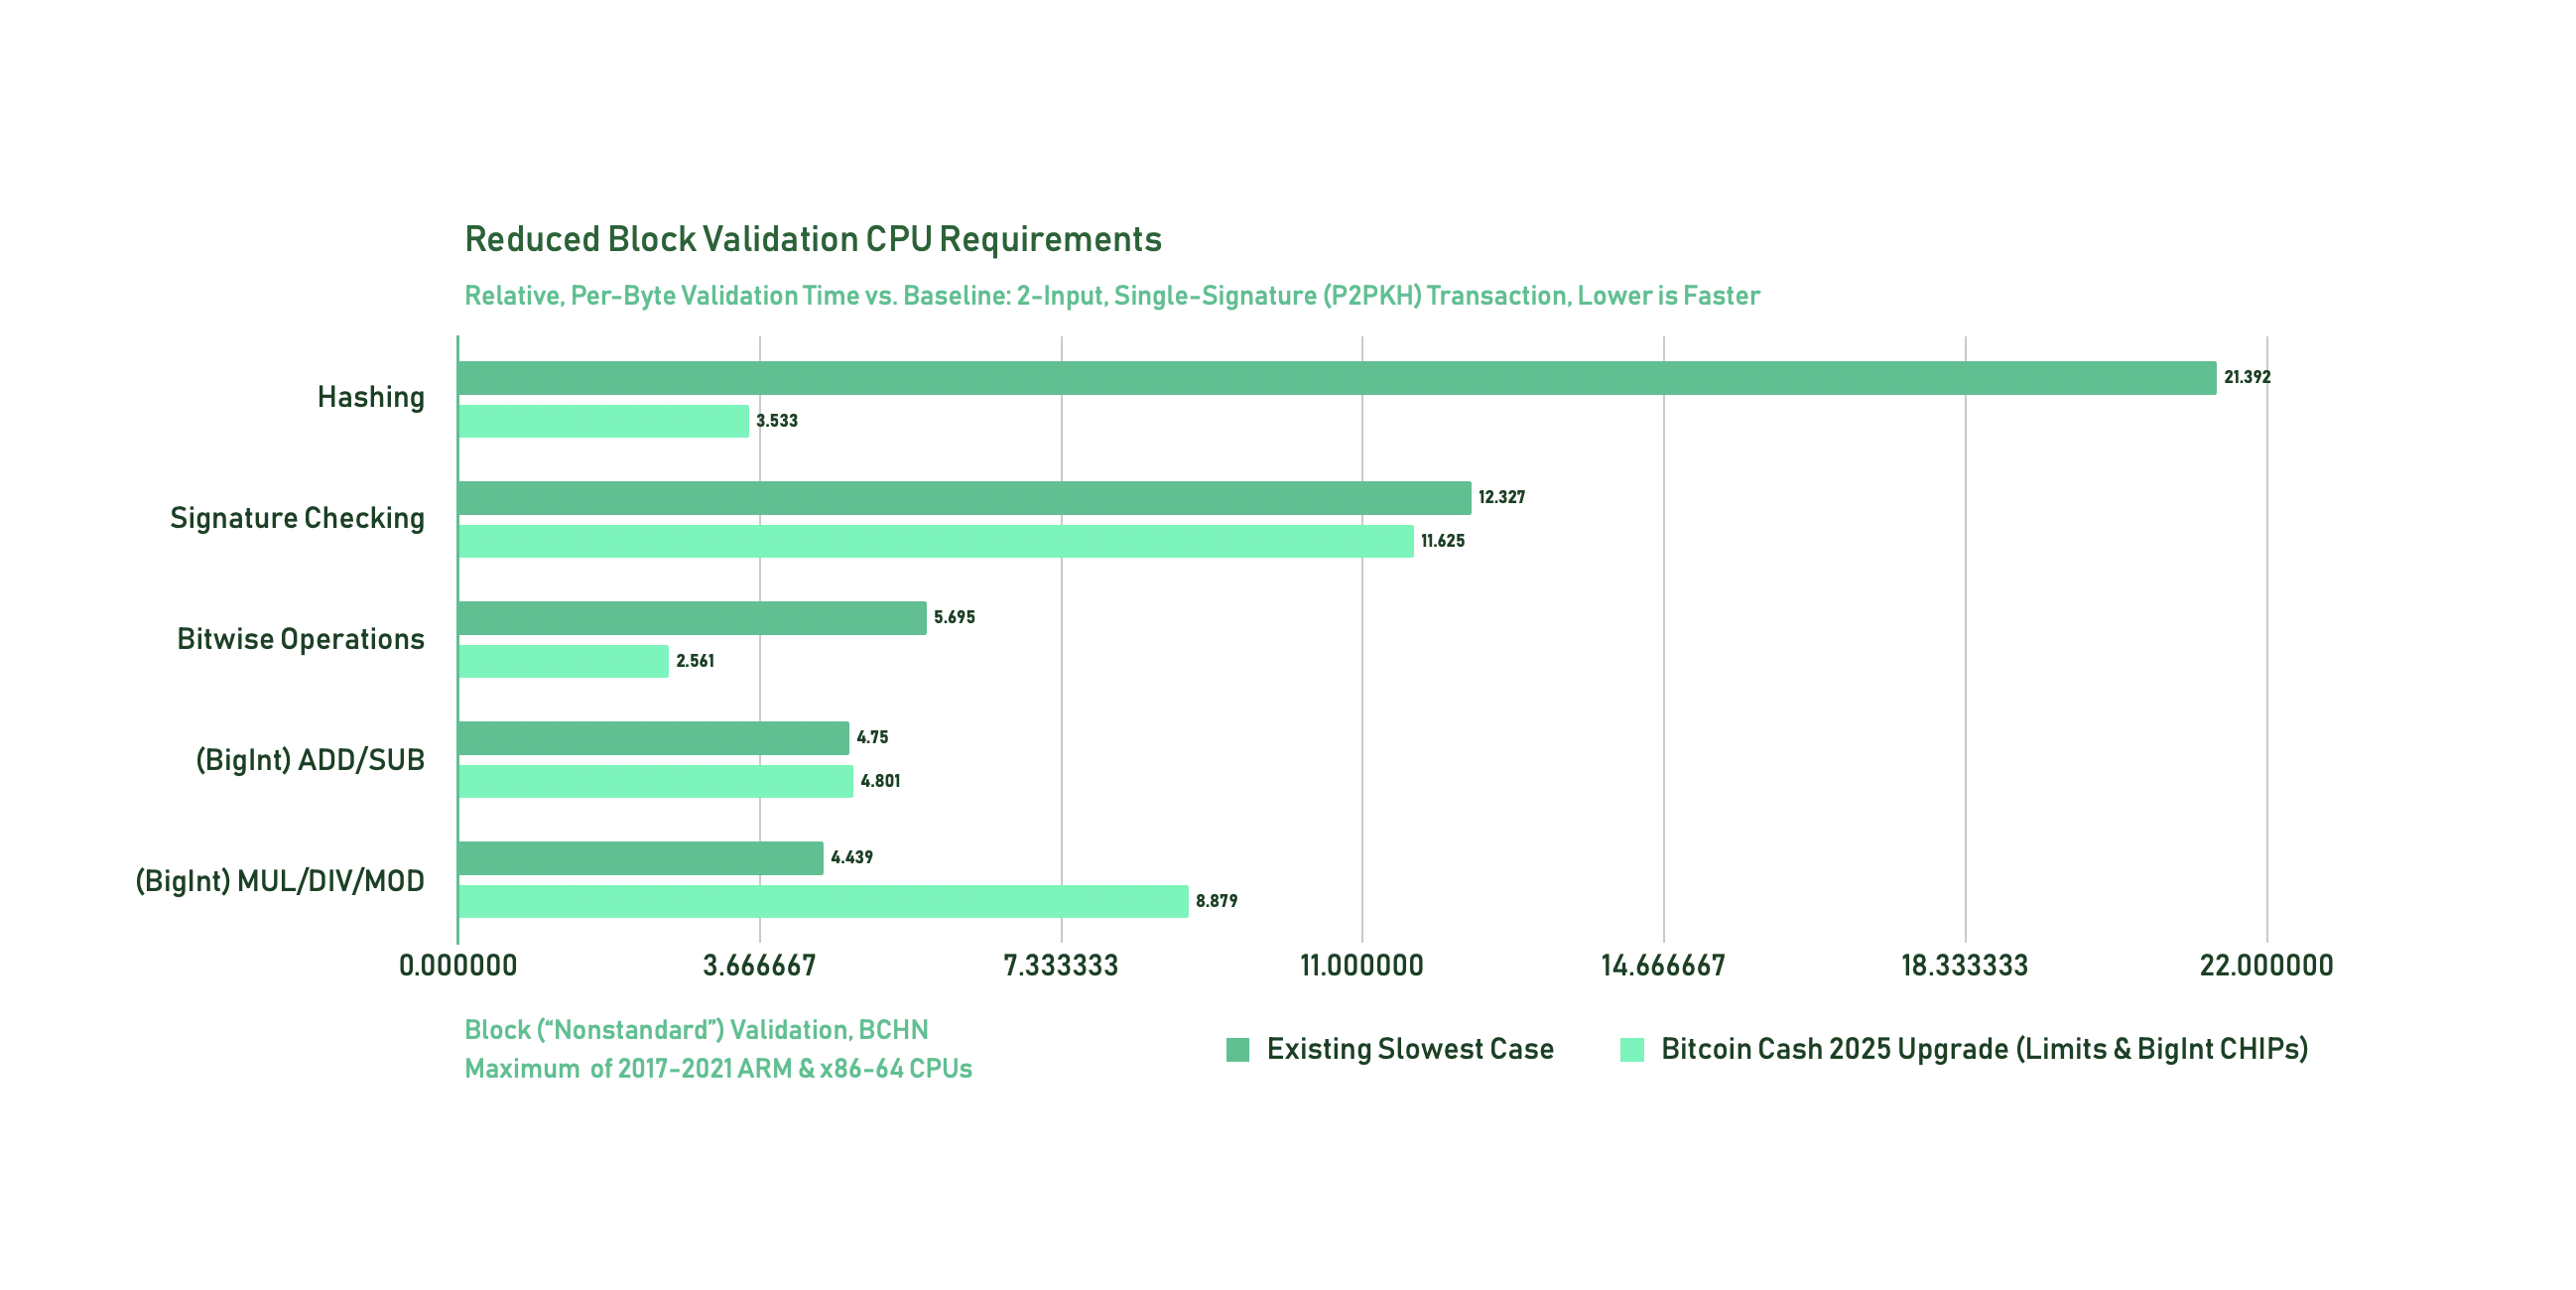 Reduced Block Validation CPU Requirements
Relative, Per-Byte Validation Time vs. Baseline: 2-Input, Single-Signature (P2PKH) Transaction, Lower is Faster
Hashing
21.392
3.533
Signature Checking
12.327
11.625
Bitwise Operations
5.695
2.561
(BigInt) ADD/SUB
4.75
4.801
(BigInt) MUL/DIV/MOD
4.439
8.879
0.000000 3.666667 7.333333 11.000000 14.666667 18.333333 22.000000
Block (“Nonstandard”) Validation, BCHN
Maximum of 2017-2021 ARM & x86-64 CPUs
Existing Slowest Case Bitcoin Cash 2025 Upgrade (Limits & BigInt CHIPs)